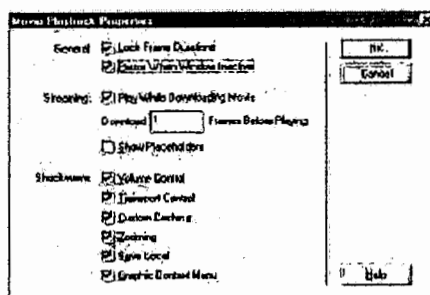 Movie Playback Properties
General: Lock Frame Durations
Pause When Window Inactive
OK
Cancel
Streaming: Play While Downloading Movie
Download 1 Frames Before Playing
Show Placeholders
Shockwave: Volume Control
Transport Control
Custom Caching
Zooming
Save Local
Graphic Context Menu
Help